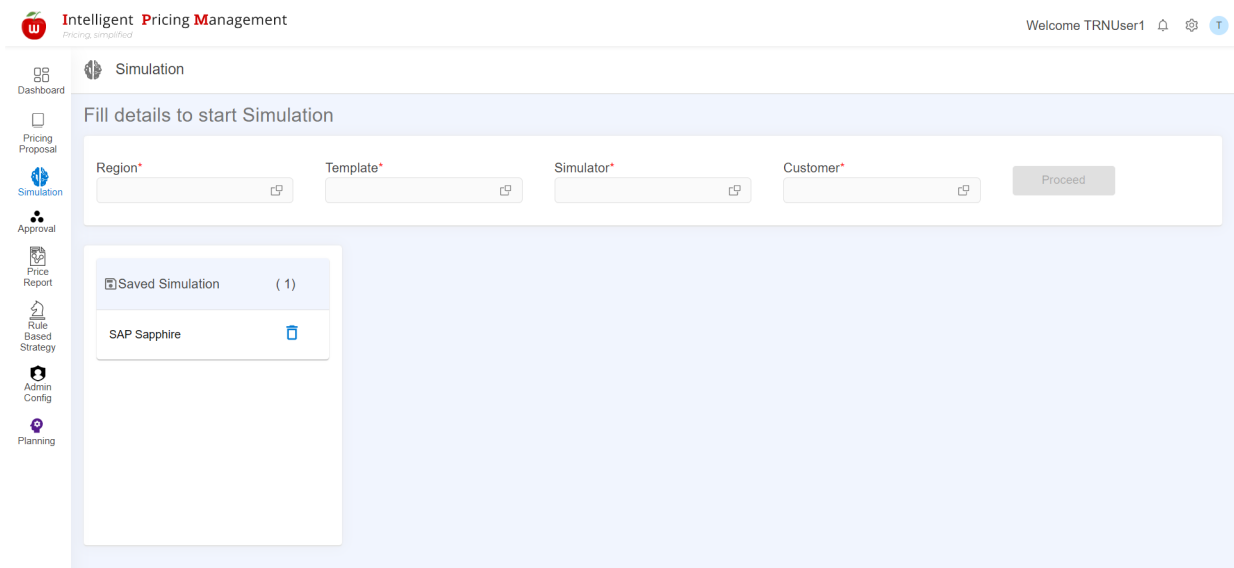 Intelligent Pricing Management
Pricing, simplified
Welcome TRNUser1
T
Simulation
Dashboard
Pricing
Proposal
Simulation
Approval
Price
Report
Rule
Based
Strategy
Admin
Config
Planning
Fill details to start Simulation
Region*
Template*
Simulator*
Customer*
Proceed
Saved Simulation ( 1)
SAP Sapphire